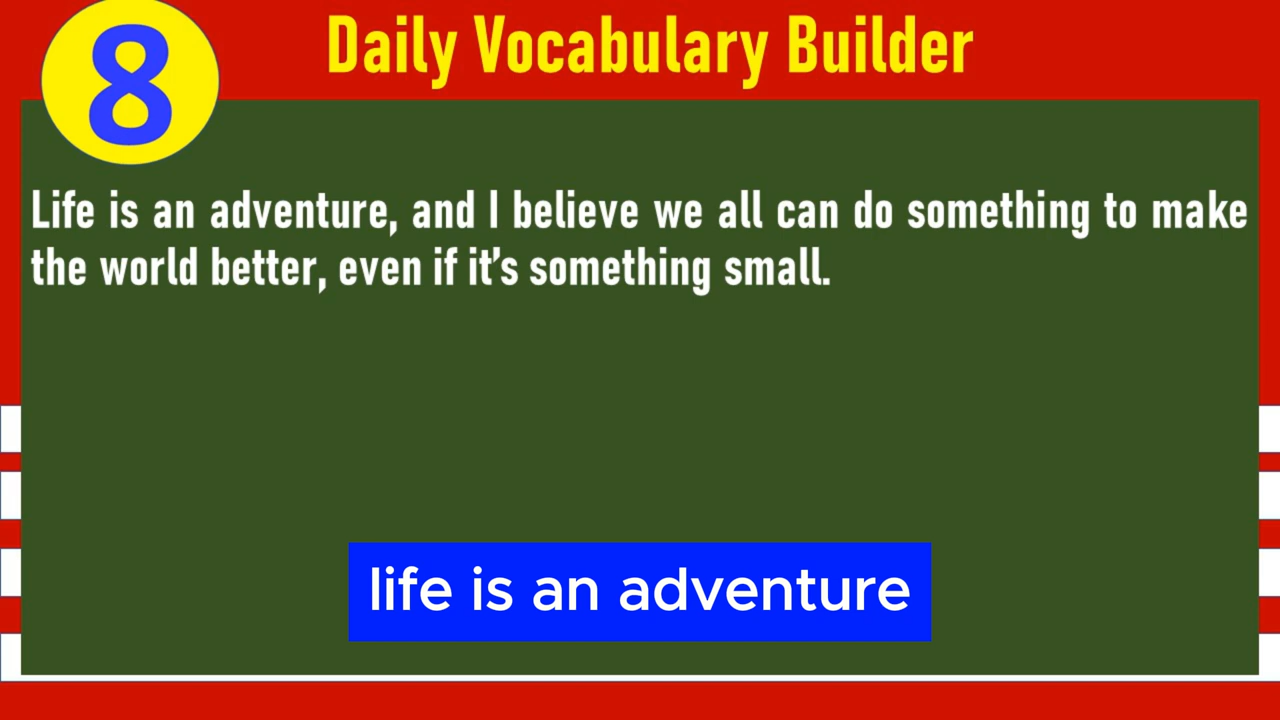 8
Daily Vocabulary Builder
Life is an adventure, and I believe we all can do something to make
the world better, even if it’s something small.
life is an adventure